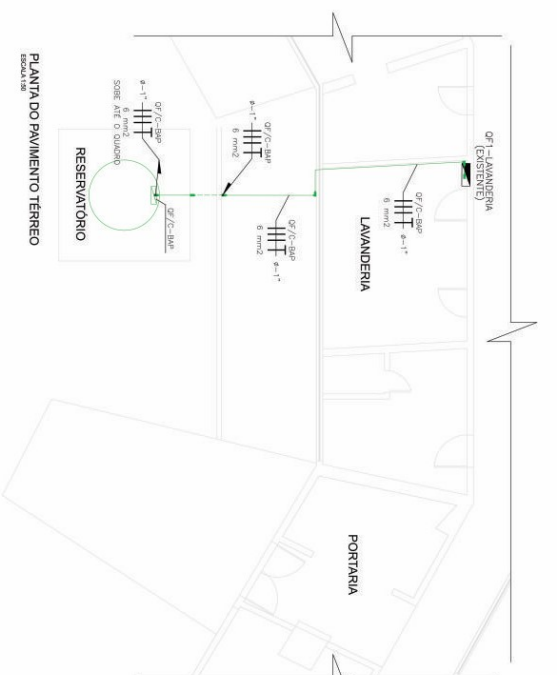 QF1-LAVANDERIA
(EXISTENTE)
QF/C-BAP
ø-1"
6 mm2
LAVANDERIA
QF/C-BAP
ø-1"
6 mm2
QF/C-BAP
ø-1"
6 mm2
QF/C-BAP
ø-1"
6 mm2
SOBE ATÉ O QUADRO
QF/C-BAP
RESERVATÓRIO
PORTARIA
PLANTA DO PAVIMENTO TÉRREO
ESCALA 1:50